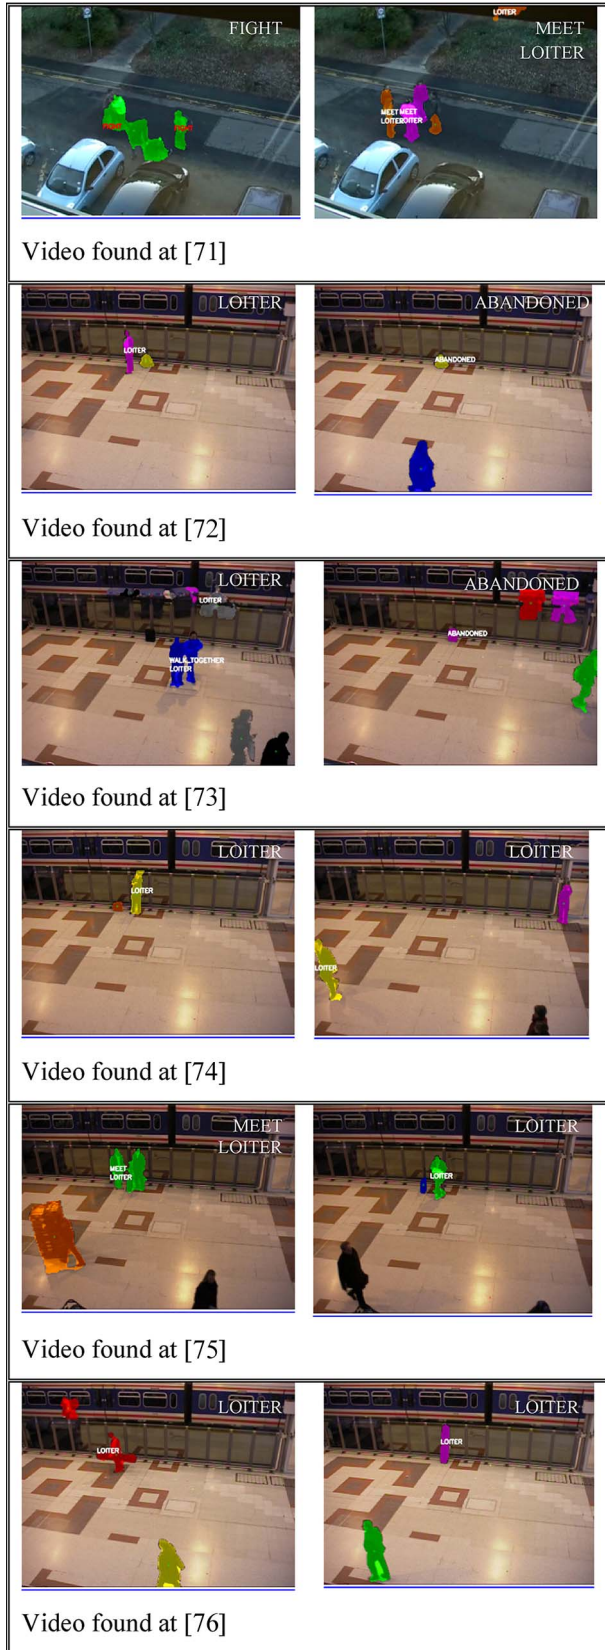 FIGHT
MEET
LOITER
LOITER
MEET MEET
LOITER LOITER
Video found at [71]
LOITER
ABANDONED
LOITER
ABANDONED
Video found at [72]
LOITER
ABANDONED
LOITER
ABANDONED
WALK_TOGETHER
LOITER
Video found at [73]
LOITER
LOITER
LOITER
LOITER
Video found at [74]
MEET
LOITER
LOITER
MEET
LOITER
LOITER
Video found at [75]
LOITER
LOITER
LOITER
LOITER
Video found at [76]